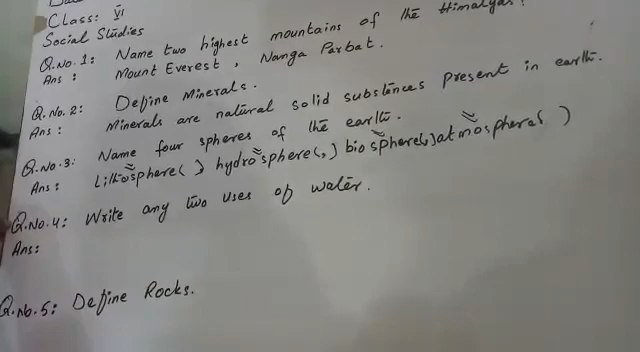 Class: VI
Social Studies
Q.No.1: Name two highest mountains of the Himalyas.
Ans: Mount Everest, Nanga Parbat.
Q.No.2: Define Minerals.
Ans: Minerals are natural solid substances present in earth.
Q.No.3: Name four spheres of the earth.
Ans: Lithosphere( ) hydrosphere(,) biosphere(,) atmosphere( )
Q.No.4: Write any two uses of water.
Ans:
Q.No.5: Define Rocks.